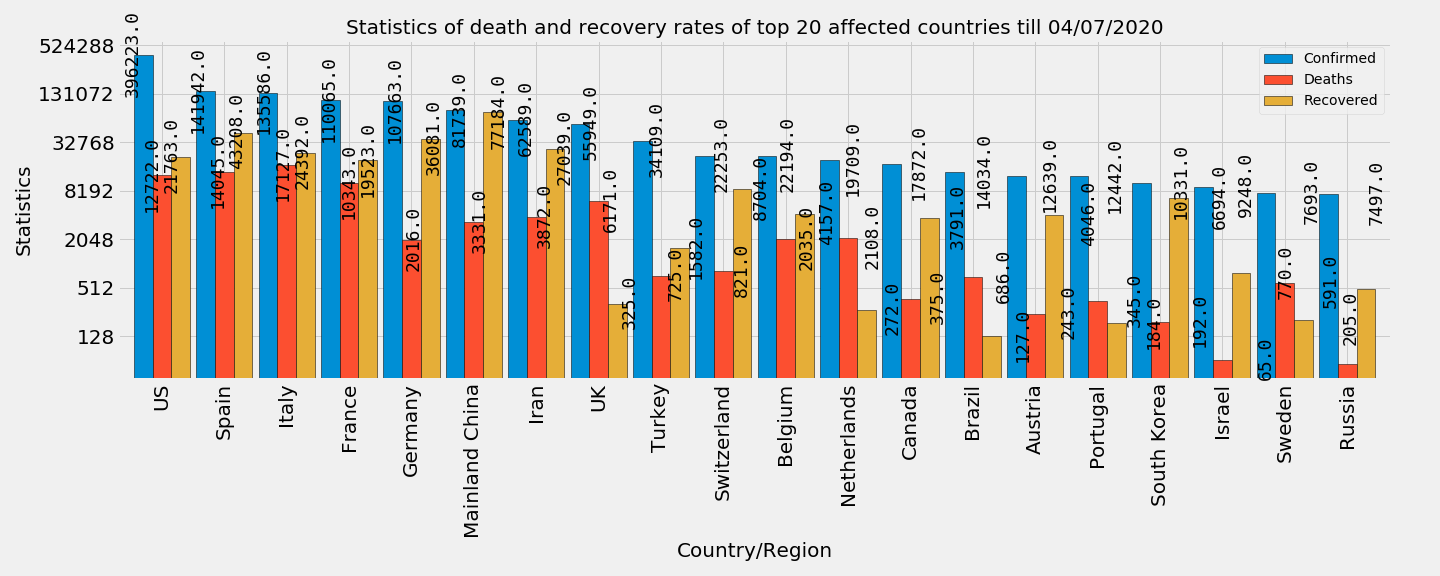 Statistics of death and recovery rates of top 20 affected countries till 04/07/2020
Confirmed
Deaths
Recovered
Statistics
524288
131072
32768
8192
2048
512
128
396223.0
12722.0
21763.0
141942.0
14045.0
43208.0
135586.0
17127.0
24392.0
110065.0
10343.0
19523.0
107663.0
2016.0
36081.0
81739.0
3331.0
77184.0
62589.0
3872.0
27039.0
55949.0
6171.0
325.0
34109.0
725.0
1582.0
22253.0
821.0
8704.0
22194.0
2035.0
4157.0
19709.0
2108.0
272.0
17872.0
375.0
3791.0
14034.0
686.0
127.0
12639.0
243.0
4046.0
12442.0
345.0
184.0
10331.0
192.0
6694.0
9248.0
65.0
770.0
7693.0
591.0
205.0
7497.0
US
Spain
Italy
France
Germany
Mainland China
Iran
UK
Turkey
Switzerland
Belgium
Netherlands
Canada
Brazil
Austria
Portugal
South Korea
Israel
Sweden
Russia
Country/Region